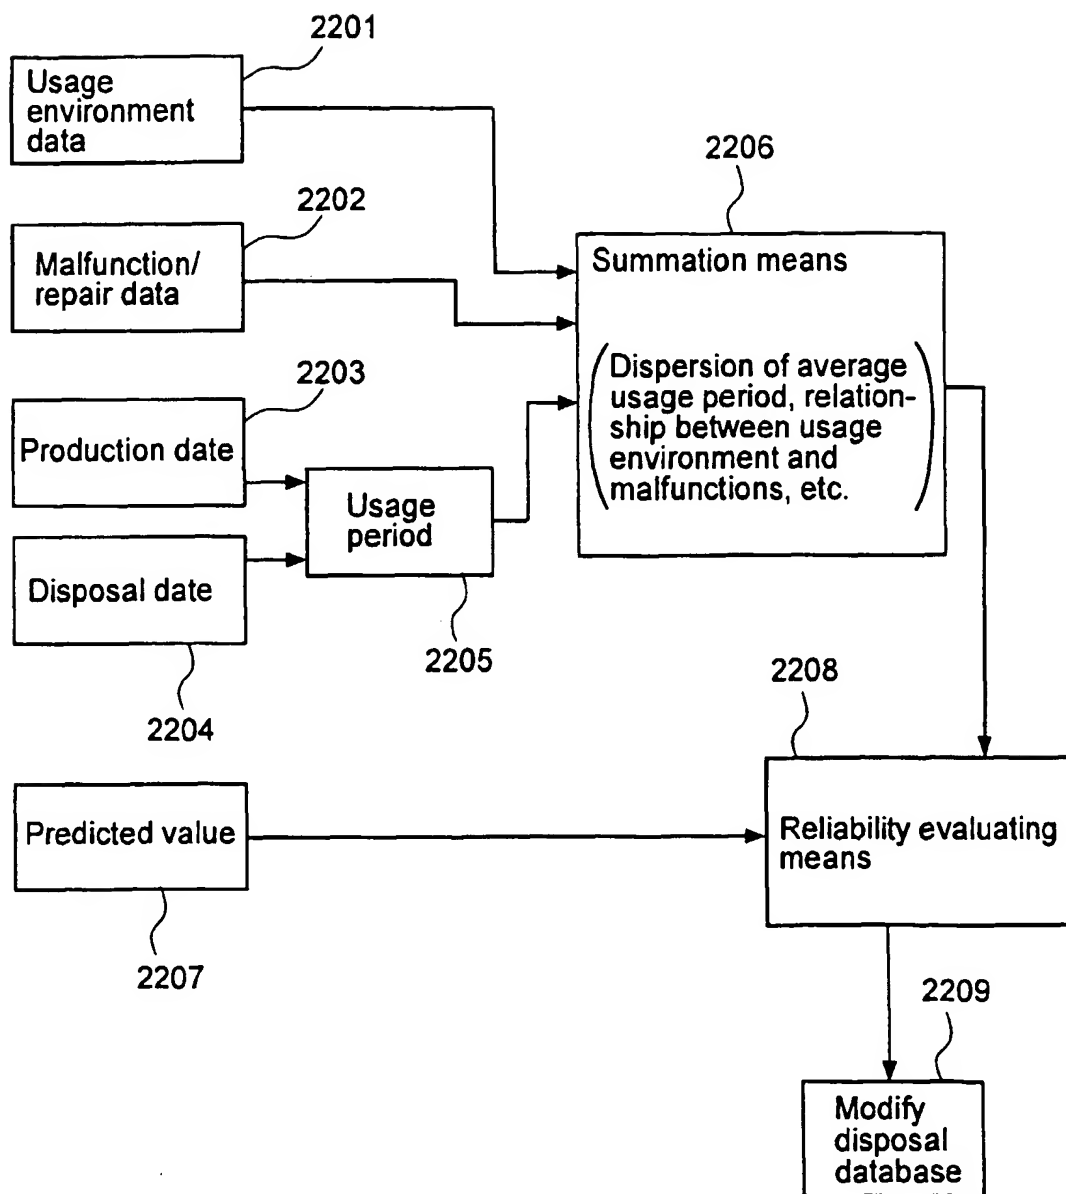 2201
Usage
environment
data
2202
Malfunction/
repair data
2203
Production date
2204
Disposal date
2205
Usage
period
2206
Summation means
Dispersion of average
usage period, relation-
ship between usage
environment and
malfunctions, etc.
2207
Predicted value
2208
Reliability evaluating
means
2209
Modify
disposal
database